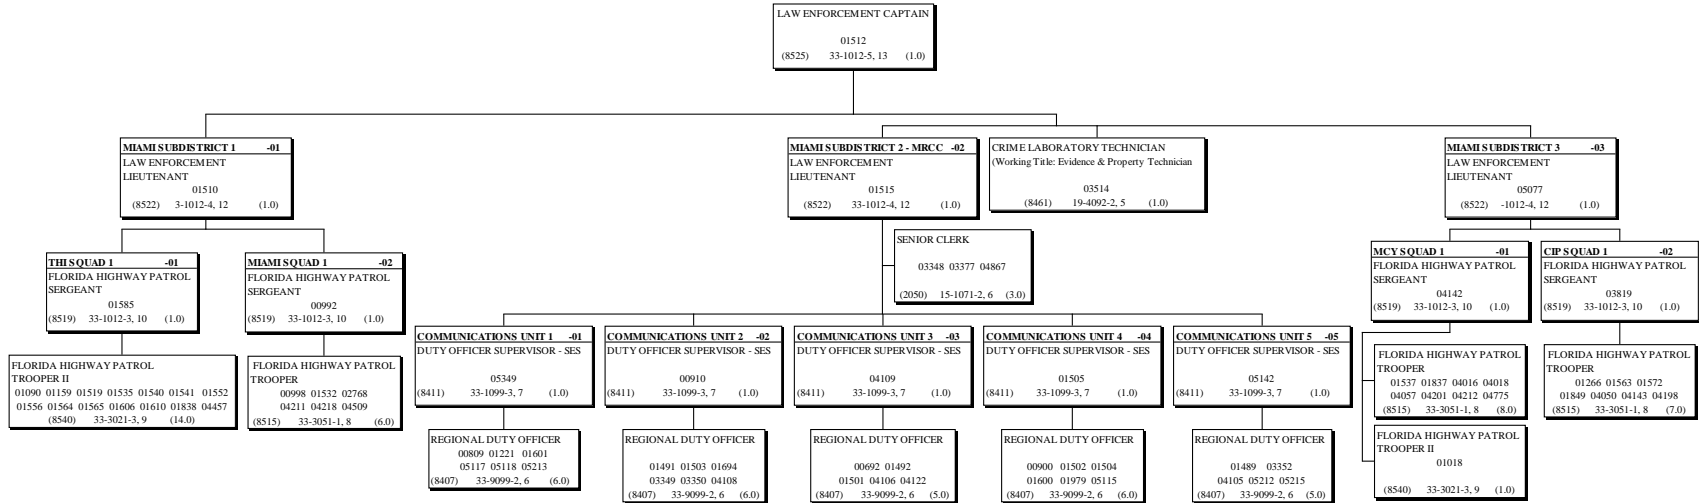 LAW ENFORCEMENT CAPTAIN
01512
(8525) 33-1012-5, 13 (1.0)
MIAMI SUBDISTRICT 1 -01
LAW ENFORCEMENT
LIEUTENANT
01510
(8522) 3-1012-4, 12 (1.0)
MIAMI SUBDISTRICT 2 - MRCC -02
LAW ENFORCEMENT
LIEUTENANT
01515
(8522) 33-1012-4, 12 (1.0)
CRIME LABORATORY TECHNICIAN
(Working Title: Evidence & Property Technician
03514
(8461) 19-4092-2, 5 (1.0)
MIAMI SUBDISTRICT 3 -03
LAW ENFORCEMENT
LIEUTENANT
05077
(8522) -1012-4, 12 (1.0)
THI SQUAD 1 -01
FLORIDA HIGHWAY PATROL
SERGEANT
01585
(8519) 33-1012-3, 10 (1.0)
MIAMI SQUAD 1 -02
FLORIDA HIGHWAY PATROL
SERGEANT
00992
(8519) 33-1012-3, 10 (1.0)
SENIOR CLERK
03348 03377 04867
(2050) 15-1071-2, 6 (3.0)
MCY SQUAD 1 -01
FLORIDA HIGHWAY PATROL
SERGEANT
04142
(8519) 33-1012-3, 10 (1.0)
CIP SQUAD 1 -02
FLORIDA HIGHWAY PATROL
SERGEANT
03819
(8519) 33-1012-3, 10 (1.0)
COMMUNICATIONS UNIT 1 -01
DUTY OFFICER SUPERVISOR - SES
05349
(8411) 33-1099-3, 7 (1.0)
COMMUNICATIONS UNIT 2 -02
DUTY OFFICER SUPERVISOR - SES
00910
(8411) 33-1099-3, 7 (1.0)
COMMUNICATIONS UNIT 3 -03
DUTY OFFICER SUPERVISOR - SES
04109
(8411) 33-1099-3, 7 (1.0)
COMMUNICATIONS UNIT 4 -04
DUTY OFFICER SUPERVISOR - SES
01505
(8411) 33-1099-3, 7 (1.0)
COMMUNICATIONS UNIT 5 -05
DUTY OFFICER SUPERVISOR - SES
05142
(8411) 33-1099-3, 7 (1.0)
FLORIDA HIGHWAY PATROL
TROOPER II
01090 01159 01519 01535 01540 01541 01552
01556 01564 01565 01606 01610 01838 04457
(8540) 33-3021-3, 9 (14.0)
FLORIDA HIGHWAY PATROL
TROOPER
00998 01532 02768
04211 04218 04509
(8515) 33-3051-1, 8 (6.0)
FLORIDA HIGHWAY PATROL
TROOPER
01537 01837 04016 04018
04057 04201 04212 04775
(8515) 33-3051-1, 8 (8.0)
FLORIDA HIGHWAY PATROL
TROOPER
01266 01563 01572
01849 04050 04143 04198
(8515) 33-3051-1, 8 (7.0)
REGIONAL DUTY OFFICER
00809 01221 01601
05117 05118 05213
(8407) 33-9099-2, 6 (6.0)
REGIONAL DUTY OFFICER
01491 01503 01694
03349 03350 04108
(8407) 33-9099-2, 6 (6.0)
REGIONAL DUTY OFFICER
00692 01492
01501 04106 04122
(8407) 33-9099-2, 6 (5.0)
REGIONAL DUTY OFFICER
00900 01502 01504
01600 01979 05115
(8407) 33-9099-2, 6 (6.0)
REGIONAL DUTY OFFICER
01489 03352
04105 05212 05215
(8407) 33-9099-2, 6 (5.0)
FLORIDA HIGHWAY PATROL
TROOPER II
01018
(8540) 33-3021-3, 9 (1.0)